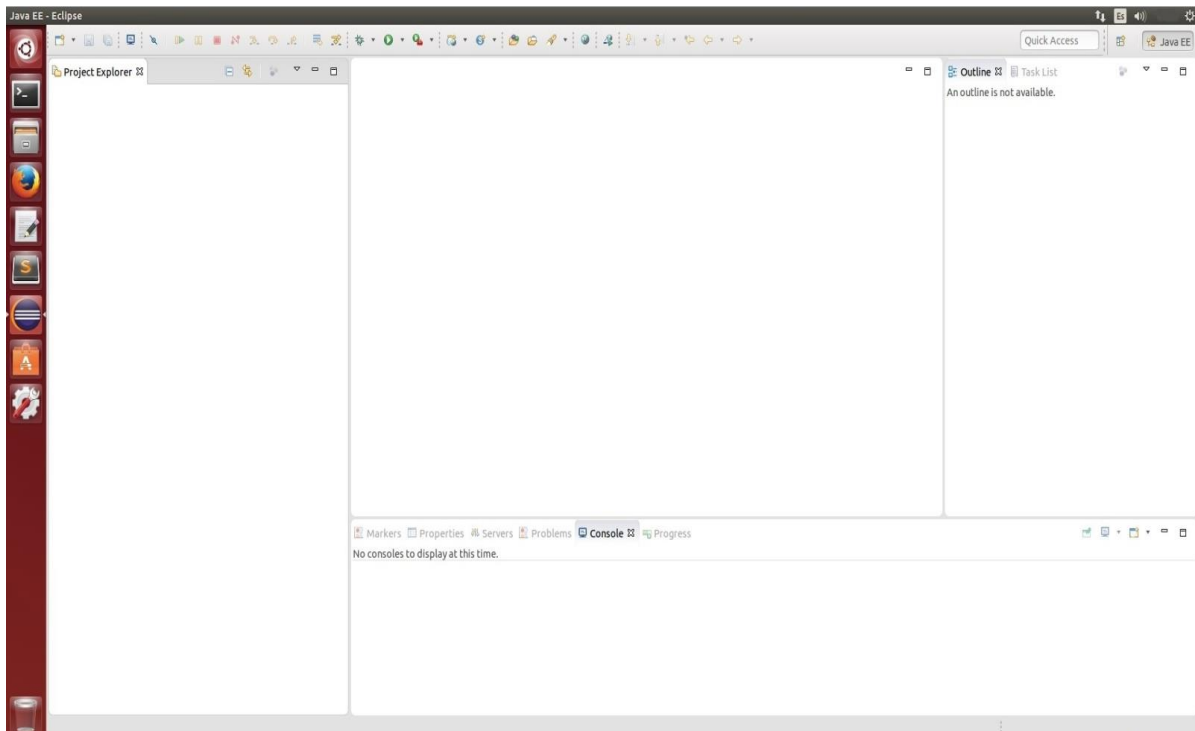 Java EE - Eclipse
Es
Quick Access
Java EE
Project Explorer
Outline
Task List
An outline is not available.
Markers
Properties
Servers
Problems
Console
Progress
No consoles to display at this time.